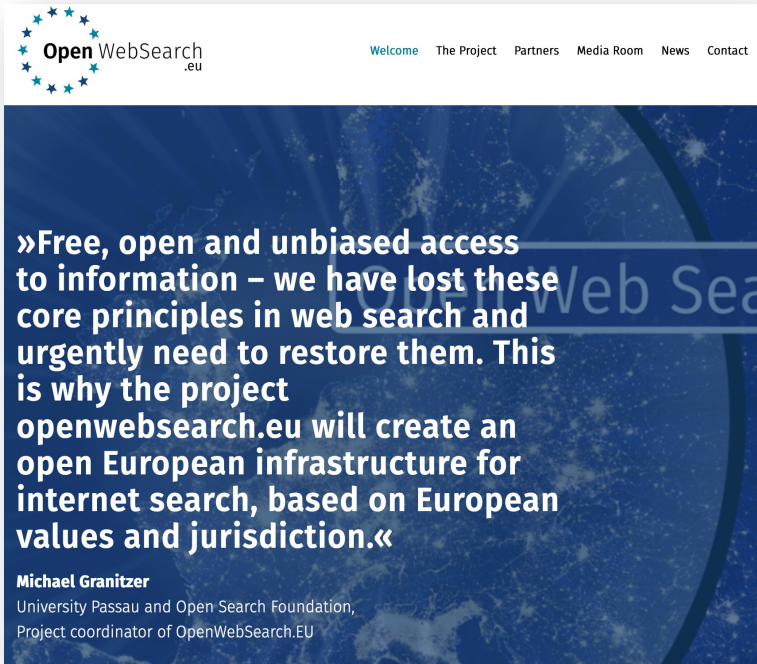 Open WebSearch
.eu
Welcome The Project Partners Media Room News Contact
»Free, open and unbiased access
to information – we have lost these
core principles in web search and
urgently need to restore them. This
is why the project
openwebsearch.eu will create an
open European infrastructure for
internet search, based on European
values and jurisdiction.«
Open Web Sea
Michael Granitzer
University Passau and Open Search Foundation,
Project coordinator of OpenWebSearch.EU